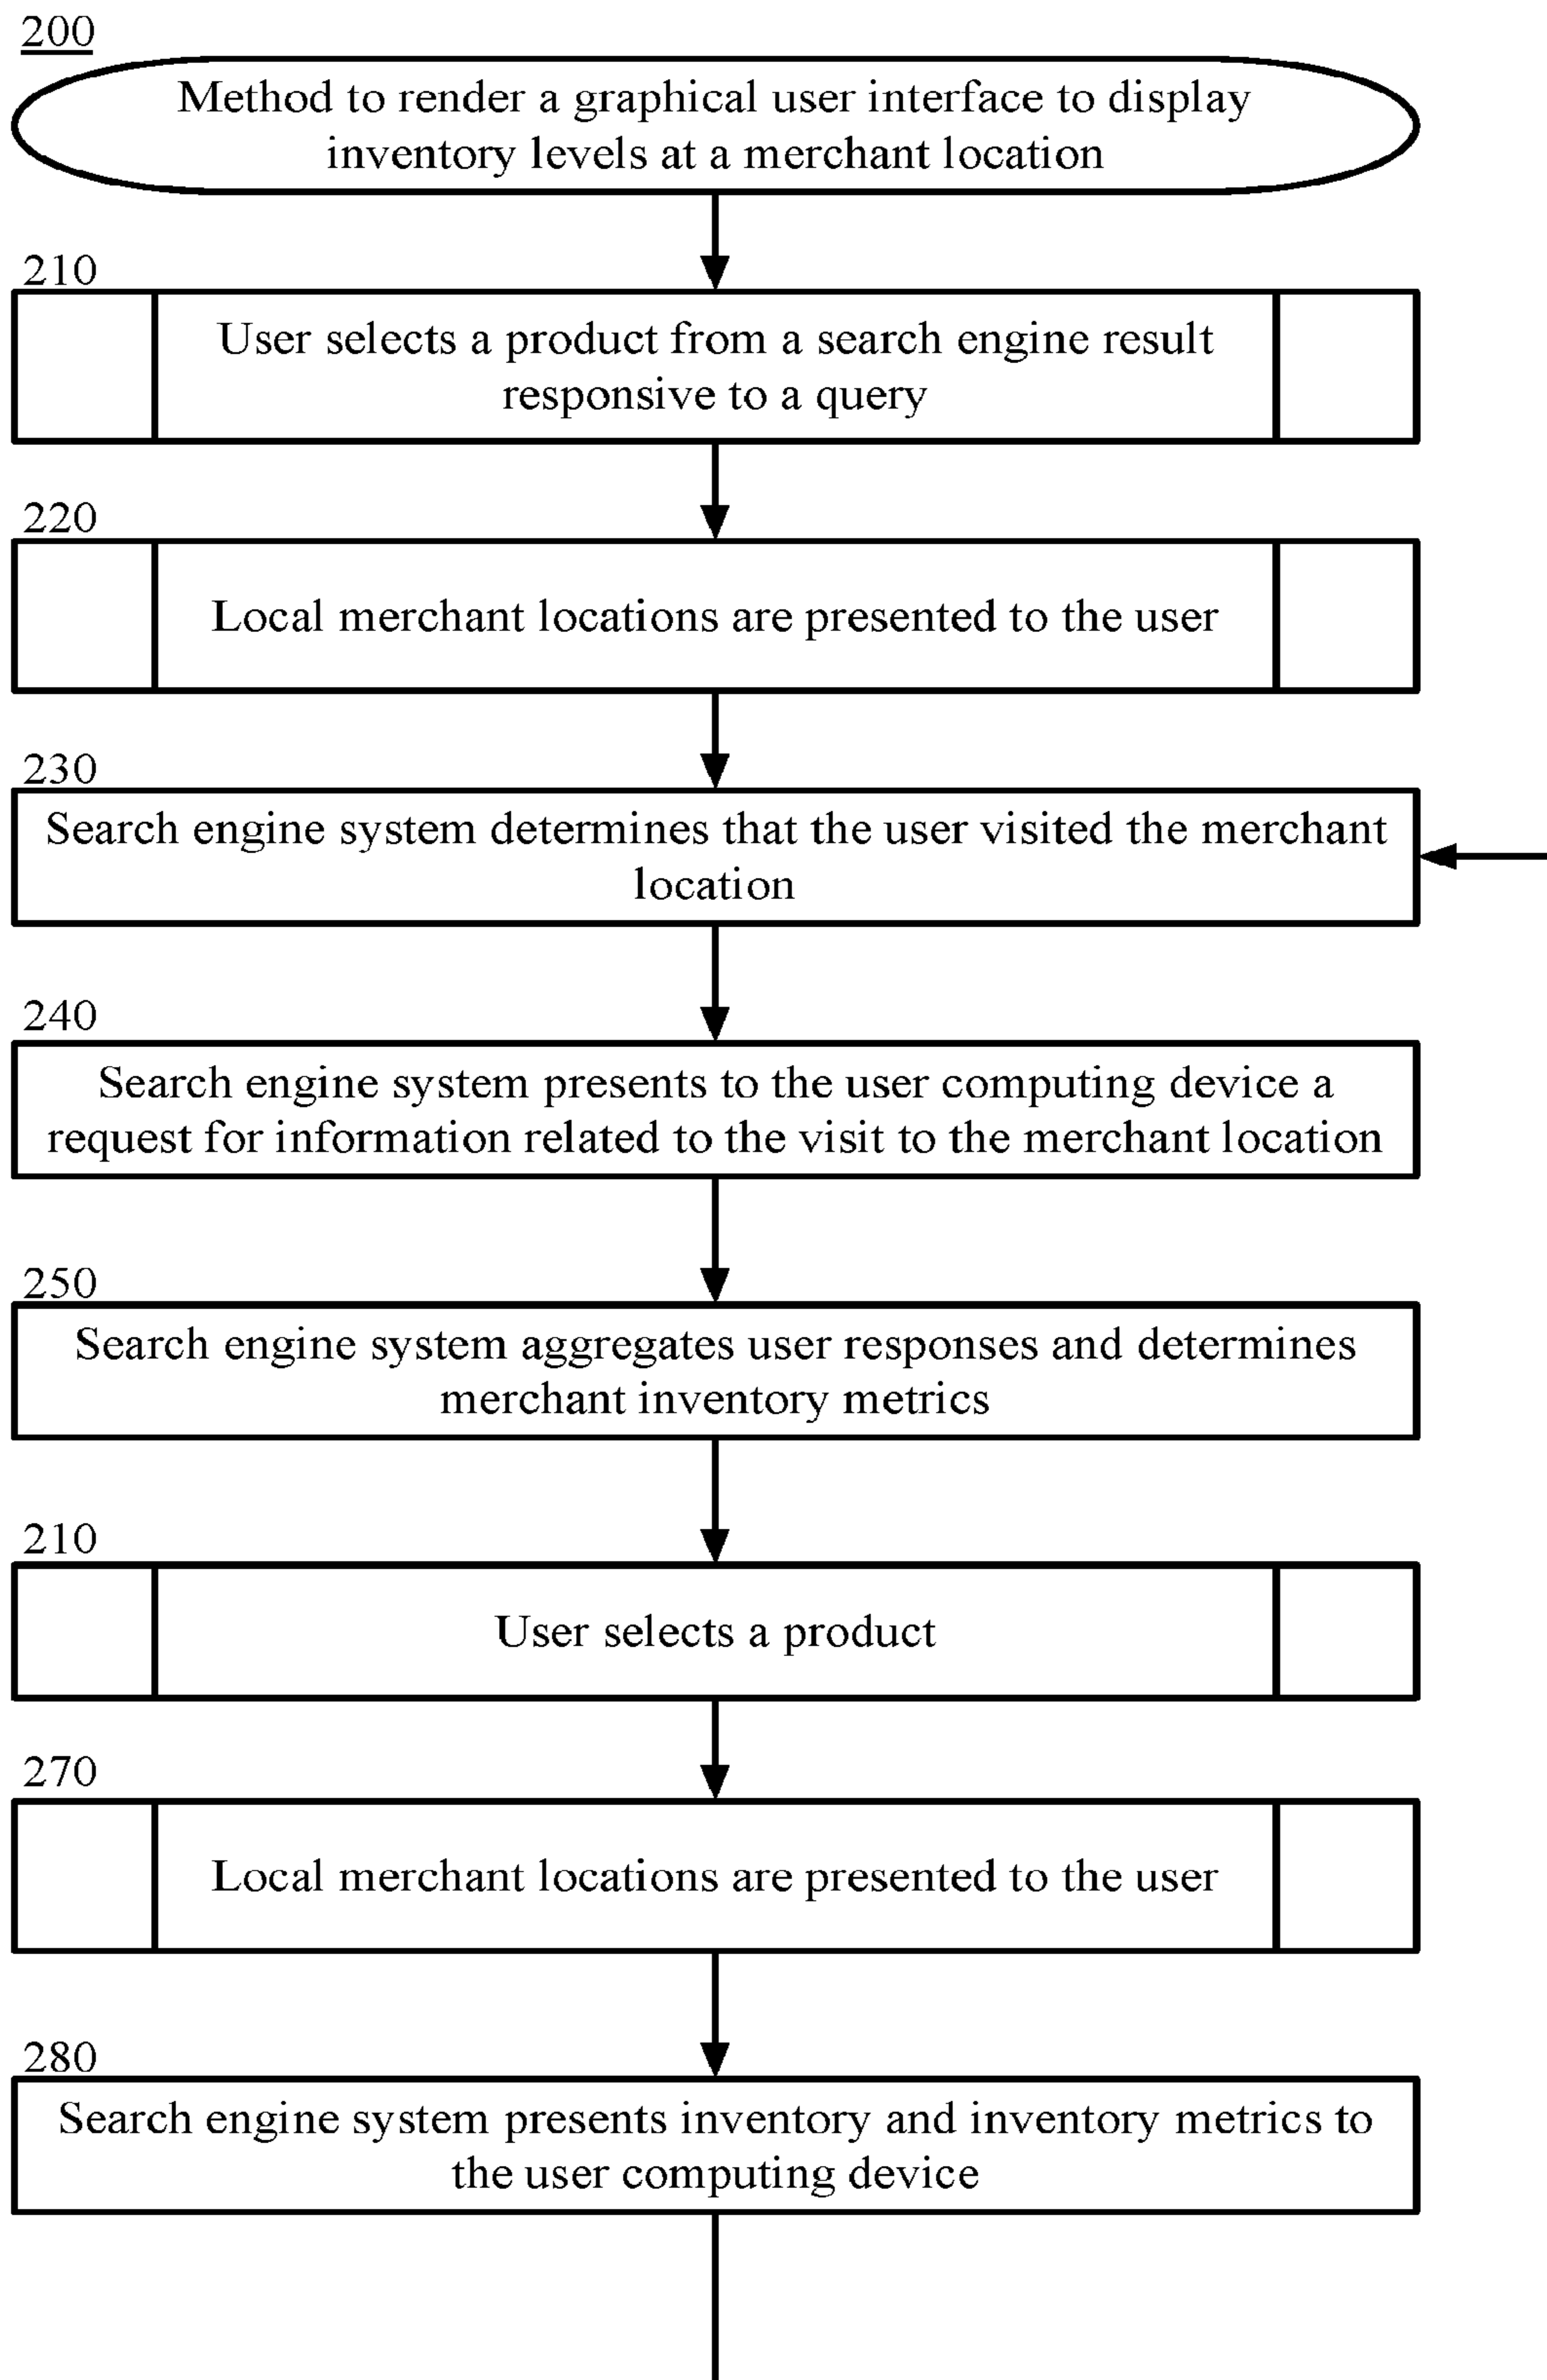 200
Method to render a graphical user interface to display
inventory levels at a merchant location
210
User selects a product from a search engine result
responsive to a query
220
Local merchant locations are presented to the user
230
Search engine system determines that the user visited the merchant
location
240
Search engine system presents to the user computing device a
request for information related to the visit to the merchant location
250
Search engine system aggregates user responses and determines
merchant inventory metrics
210
User selects a product
270
Local merchant locations are presented to the user
280
Search engine system presents inventory and inventory metrics to
the user computing device